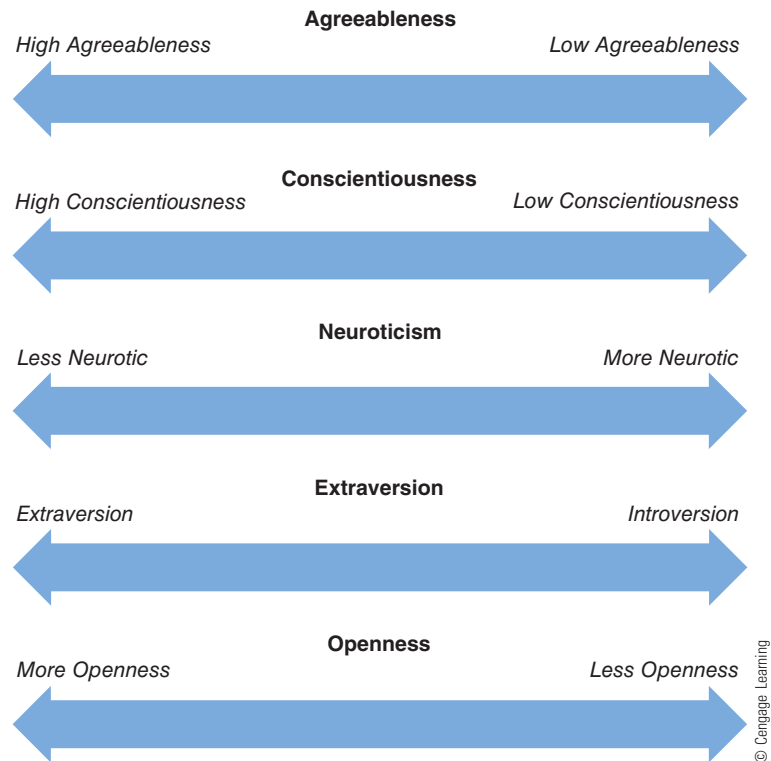 Agreeableness
High Agreeableness Low Agreeableness
Conscientiousness
High Conscientiousness Low Conscientiousness
Neuroticism
Less Neurotic More Neurotic
Extraversion
Extraversion Introversion
Openness
More Openness Less Openness
© Cengage Learning